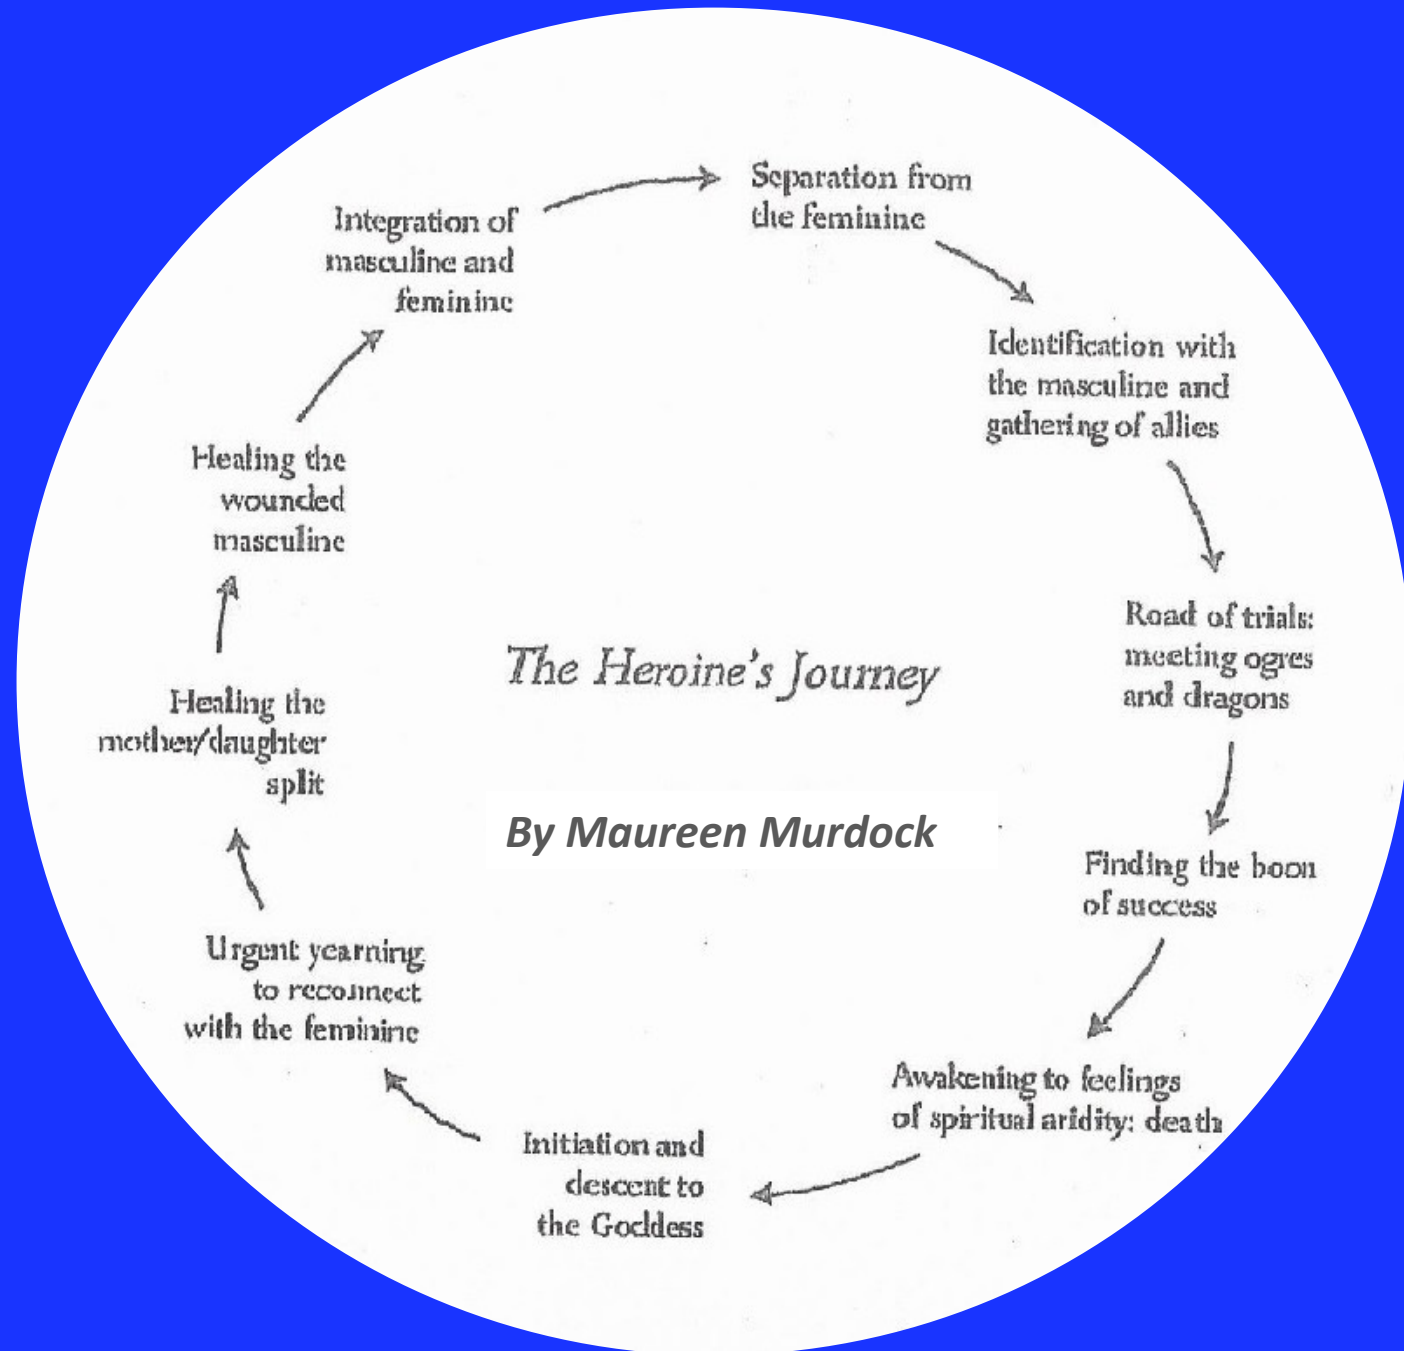 Separation from
the feminine
Identification with
the masculine and
gathering of allies
Road of trials:
meeting ogres
and dragons
Finding the boon
of success
Awakening to feelings
of spiritual aridity: death
Initiation and
descent to
the Goddess
Urgent yearning
to reconnect
with the feminine
Healing the
mother/daughter
split
Healing the
wounded
masculine
Integration of
masculine and
feminine
The Heroine's Journey
By Maureen Murdock